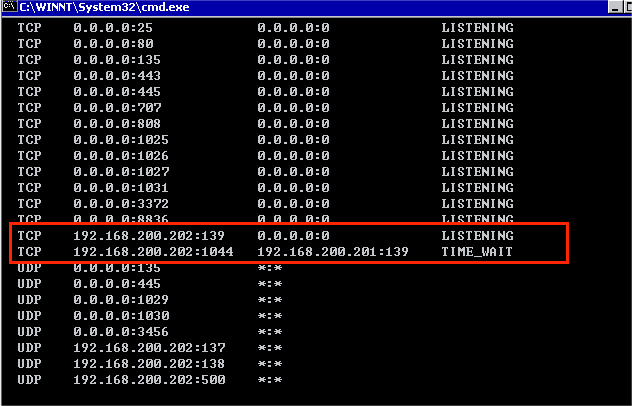 C:\WINNT\System32\cmd.exe
TCP 0.0.0.0:25 0.0.0.0:0 LISTENING
TCP 0.0.0.0:80 0.0.0.0:0 LISTENING
TCP 0.0.0.0:135 0.0.0.0:0 LISTENING
TCP 0.0.0.0:443 0.0.0.0:0 LISTENING
TCP 0.0.0.0:445 0.0.0.0:0 LISTENING
TCP 0.0.0.0:707 0.0.0.0:0 LISTENING
TCP 0.0.0.0:808 0.0.0.0:0 LISTENING
TCP 0.0.0.0:1025 0.0.0.0:0 LISTENING
TCP 0.0.0.0:1026 0.0.0.0:0 LISTENING
TCP 0.0.0.0:1027 0.0.0.0:0 LISTENING
TCP 0.0.0.0:1031 0.0.0.0:0 LISTENING
TCP 0.0.0.0:3372 0.0.0.0:0 LISTENING
TCP 0.0.0.0:8836 0.0.0.0:0 LISTENING
TCP 192.168.200.202:139 0.0.0.0:0 LISTENING
TCP 192.168.200.202:1044 192.168.200.201:139 TIME_WAIT
UDP 0.0.0.0:135 *:*
UDP 0.0.0.0:445 *:*
UDP 0.0.0.0:1029 *:*
UDP 0.0.0.0:1030 *:*
UDP 0.0.0.0:3456 *:*
UDP 192.168.200.202:137 *:*
UDP 192.168.200.202:138 *:*
UDP 192.168.200.202:500 *:*